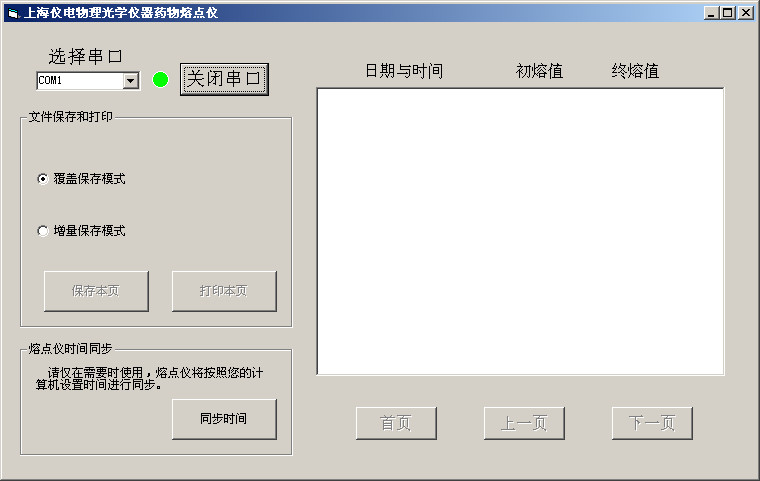 上海仪电物理光学仪器药物熔点仪
选择串口
COM1
关闭串口
日期与时间 初熔值 终熔值
文件保存和打印
覆盖保存模式
增量保存模式
保存本页 打印本页
熔点仪时间同步
请仅在需要时使用，熔点仪将按照您的计
算机设置时间进行同步。
同步时间
首页 上一页 下一页